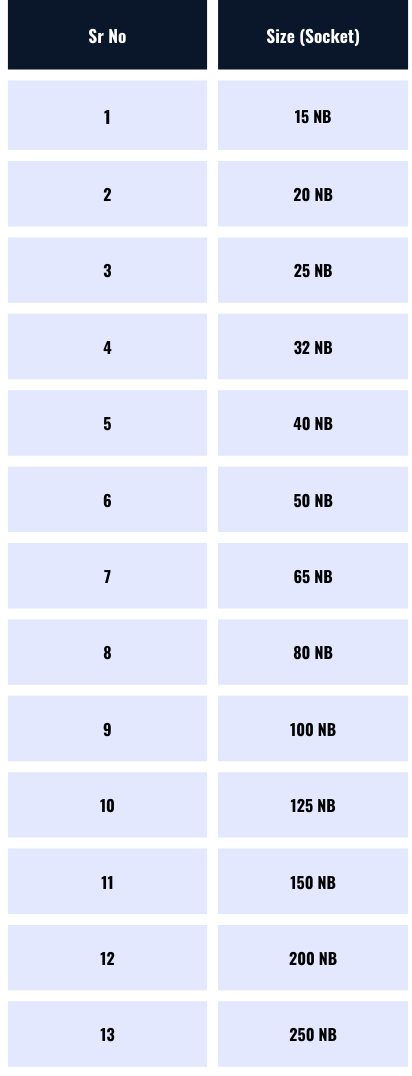 Sr No Size (Socket)
1 15 NB
2 20 NB
3 25 NB
4 32 NB
5 40 NB
6 50 NB
7 65 NB
8 80 NB
9 100 NB
10 125 NB
11 150 NB
12 200 NB
13 250 NB